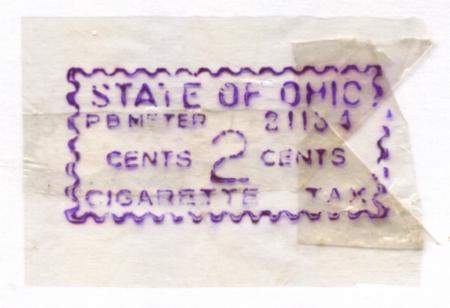 STATE OF OHIO
P.B. METER 21154
CENTS 2 CENTS
CIGARETTE TAX